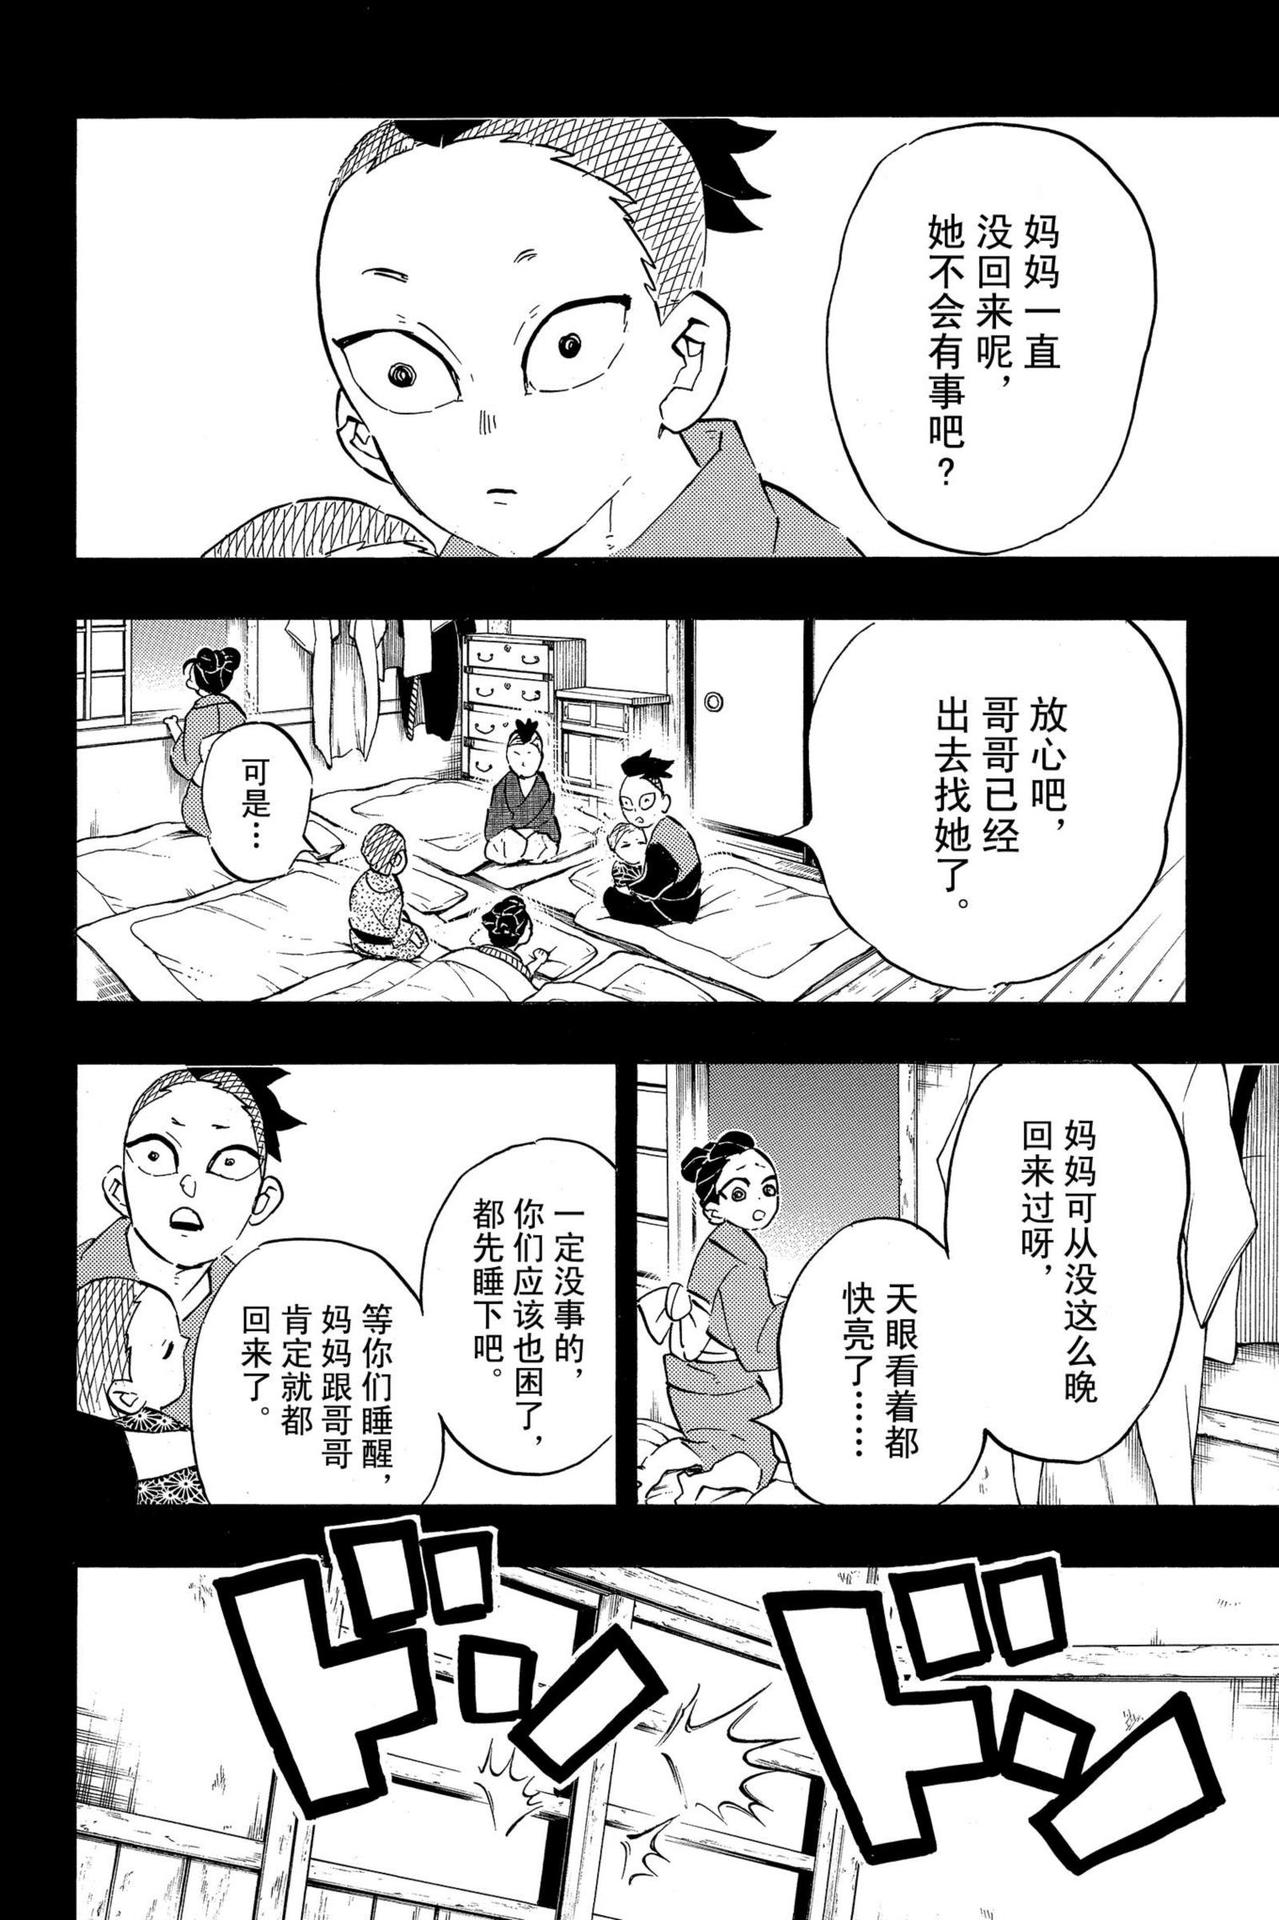 妈妈一直
没回来呢，
她不会有事吧？
放心吧，
哥哥已经
出去找她了。
可是…
妈妈可从没这么晚
回来过呀，
天眼看着都
快亮了……
一定没事的，
你们应该也困了，
都先睡下吧。
等你们睡醒，
妈妈跟哥哥
肯定就都
回来了。
ドン
ドン